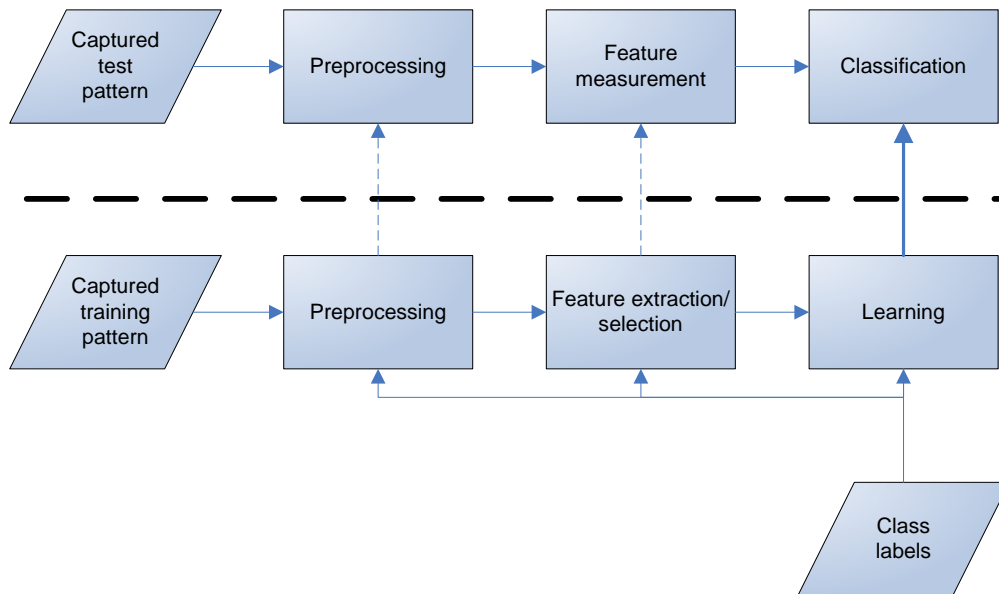 Captured
test
pattern
Preprocessing
Feature
measurement
Classification
Captured
training
pattern
Preprocessing
Feature extraction/
selection
Learning
Class
labels